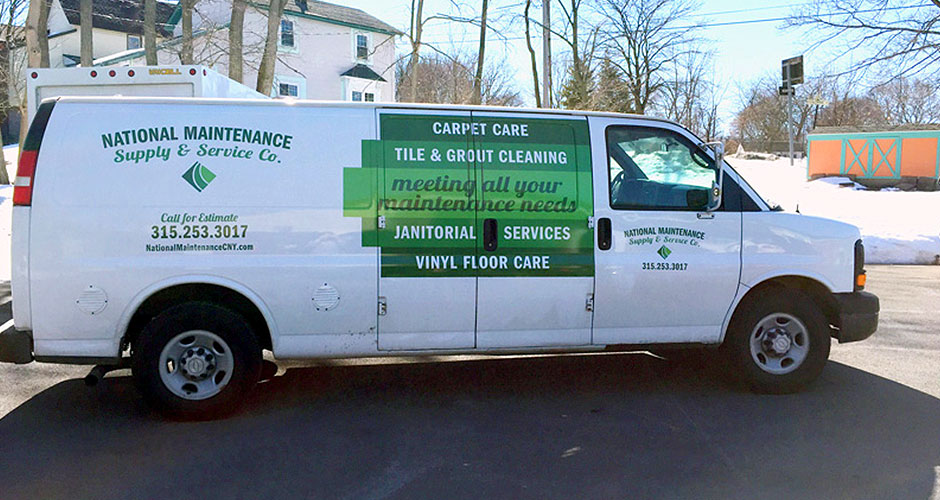 UNICELL
NATIONAL MAINTENANCE
Supply & Service Co.
Call for Estimate
315.253.3017
NationalMaintenanceCNY.com
CARPET CARE
TILE & GROUT CLEANING
meeting all your
maintenance needs
JANITORIAL SERVICES
VINYL FLOOR CARE
NATIONAL MAINTENANCE
Supply & Service Co.
315.253.3017